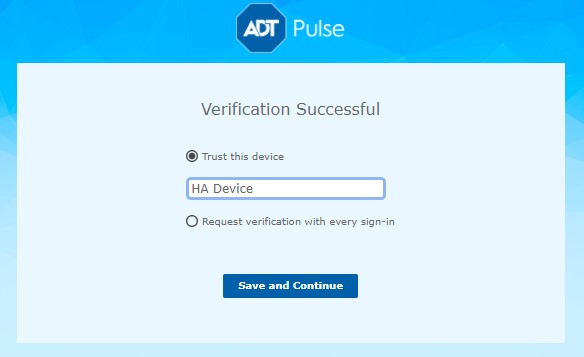 ADT Pulse
Verification Successful
Trust this device
HA Device
Request verification with every sign-in
Save and Continue